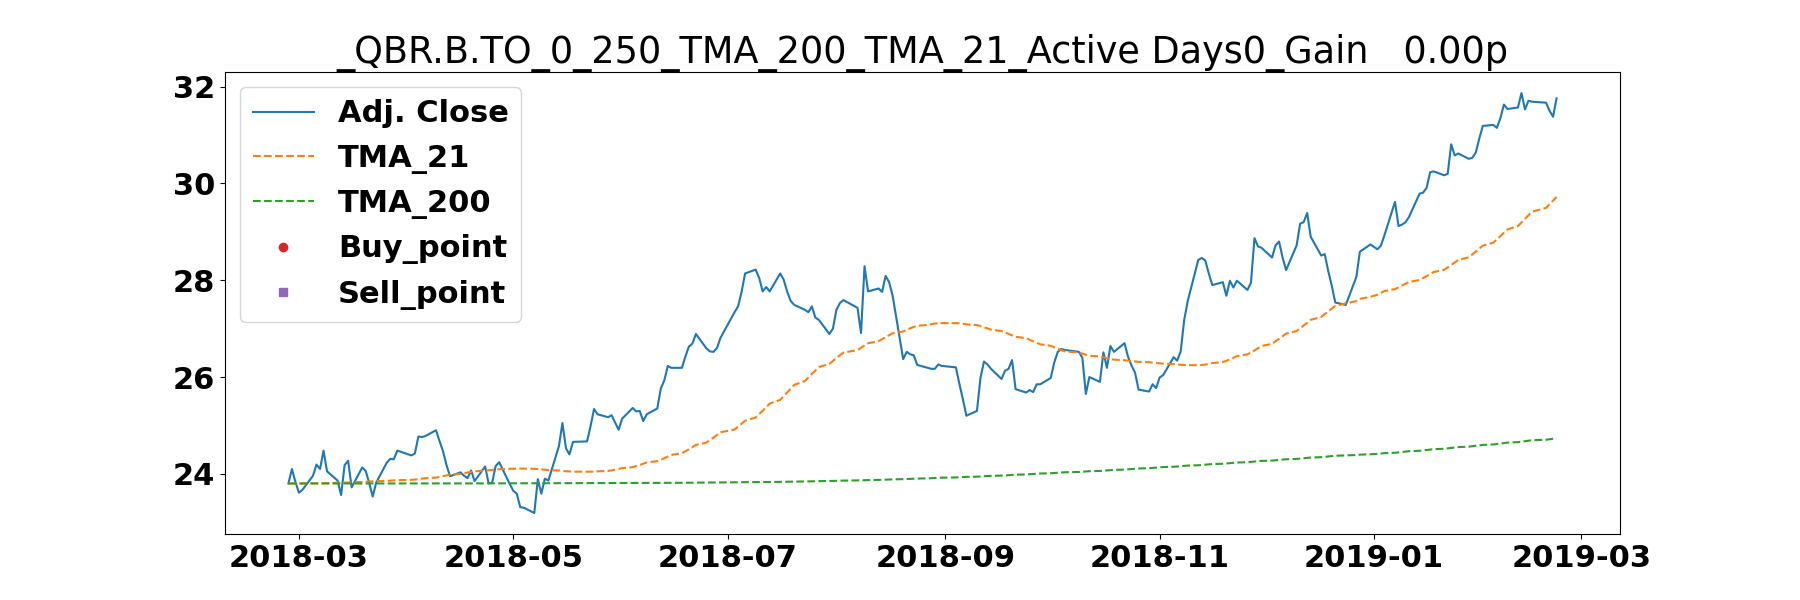 _QBR.B.TO_0_250_TMA_200_TMA_21_Active Days0_Gain   0.00p
32
30
28
26
24
Adj. Close
TMA_21
TMA_200
Buy_point
Sell_point
2018-03 2018-05 2018-07 2018-09 2018-11 2019-01 2019-03